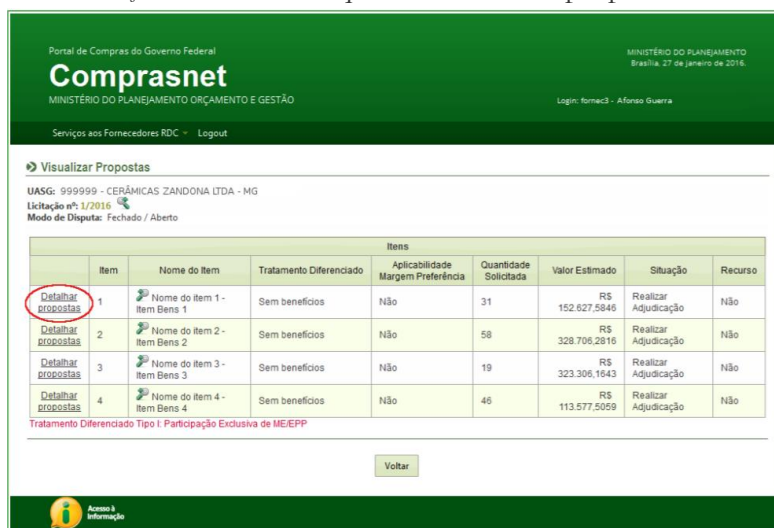 Portal de Compras do Governo Federal
Comprasnet
MINISTÉRIO DO PLANEJAMENTO ORÇAMENTO E GESTÃO
MINISTÉRIO DO PLANEJAMENTO
Brasília, 27 de janeiro de 2016.
Login: fornec3 - Afonso Guerra
Serviços aos Fornecedores RDC Logout
Visualizar Propostas
UASG: 999999 - CERÂMICAS ZANDONA LTDA - MG
Licitação nº: 1/2016
Modo de Disputa: Fechado / Aberto
Itens
Item Nome do Item Tratamento Diferenciado Aplicabilidade Margem Preferência Quantidade Solicitada Valor Estimado Situação Recurso
Detalhar propostas 1 Nome do item 1 - Item Bens 1 Sem benefícios Não 31 R$ 152.627,5846 Realizar Adjudicação Não
Detalhar propostas 2 Nome do item 2 - Item Bens 2 Sem benefícios Não 58 R$ 328.706,2816 Realizar Adjudicação Não
Detalhar propostas 3 Nome do item 3 - Item Bens 3 Sem benefícios Não 19 R$ 323.306,1643 Realizar Adjudicação Não
Detalhar propostas 4 Nome do item 4 - Item Bens 4 Sem benefícios Não 46 R$ 113.577,5059 Realizar Adjudicação Não
Tratamento Diferenciado Tipo I: Participação Exclusiva de ME/EPP
Voltar
Acesso à
Informação